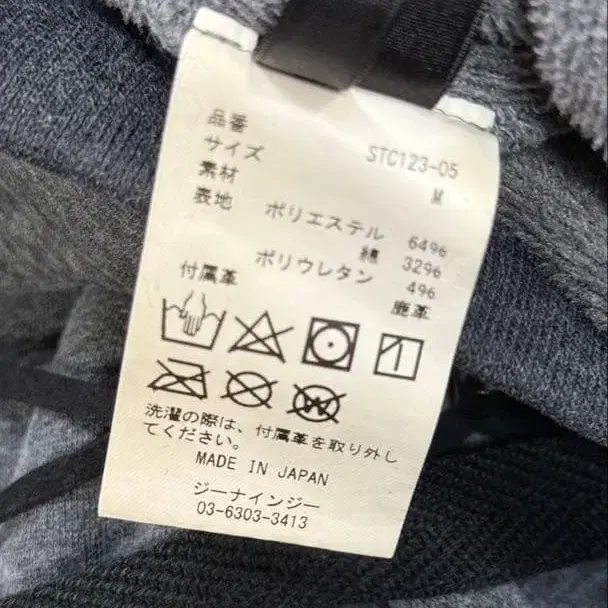 品番 STC123-05
サイズ M
素材
表地 ポリエステル 64%
綿 32%
ポリウレタン 4%
付属革 鹿革
洗濯の際は、付属革を取り外し
てください。
MADE IN JAPAN
ジーナインジー
03-6303-3413